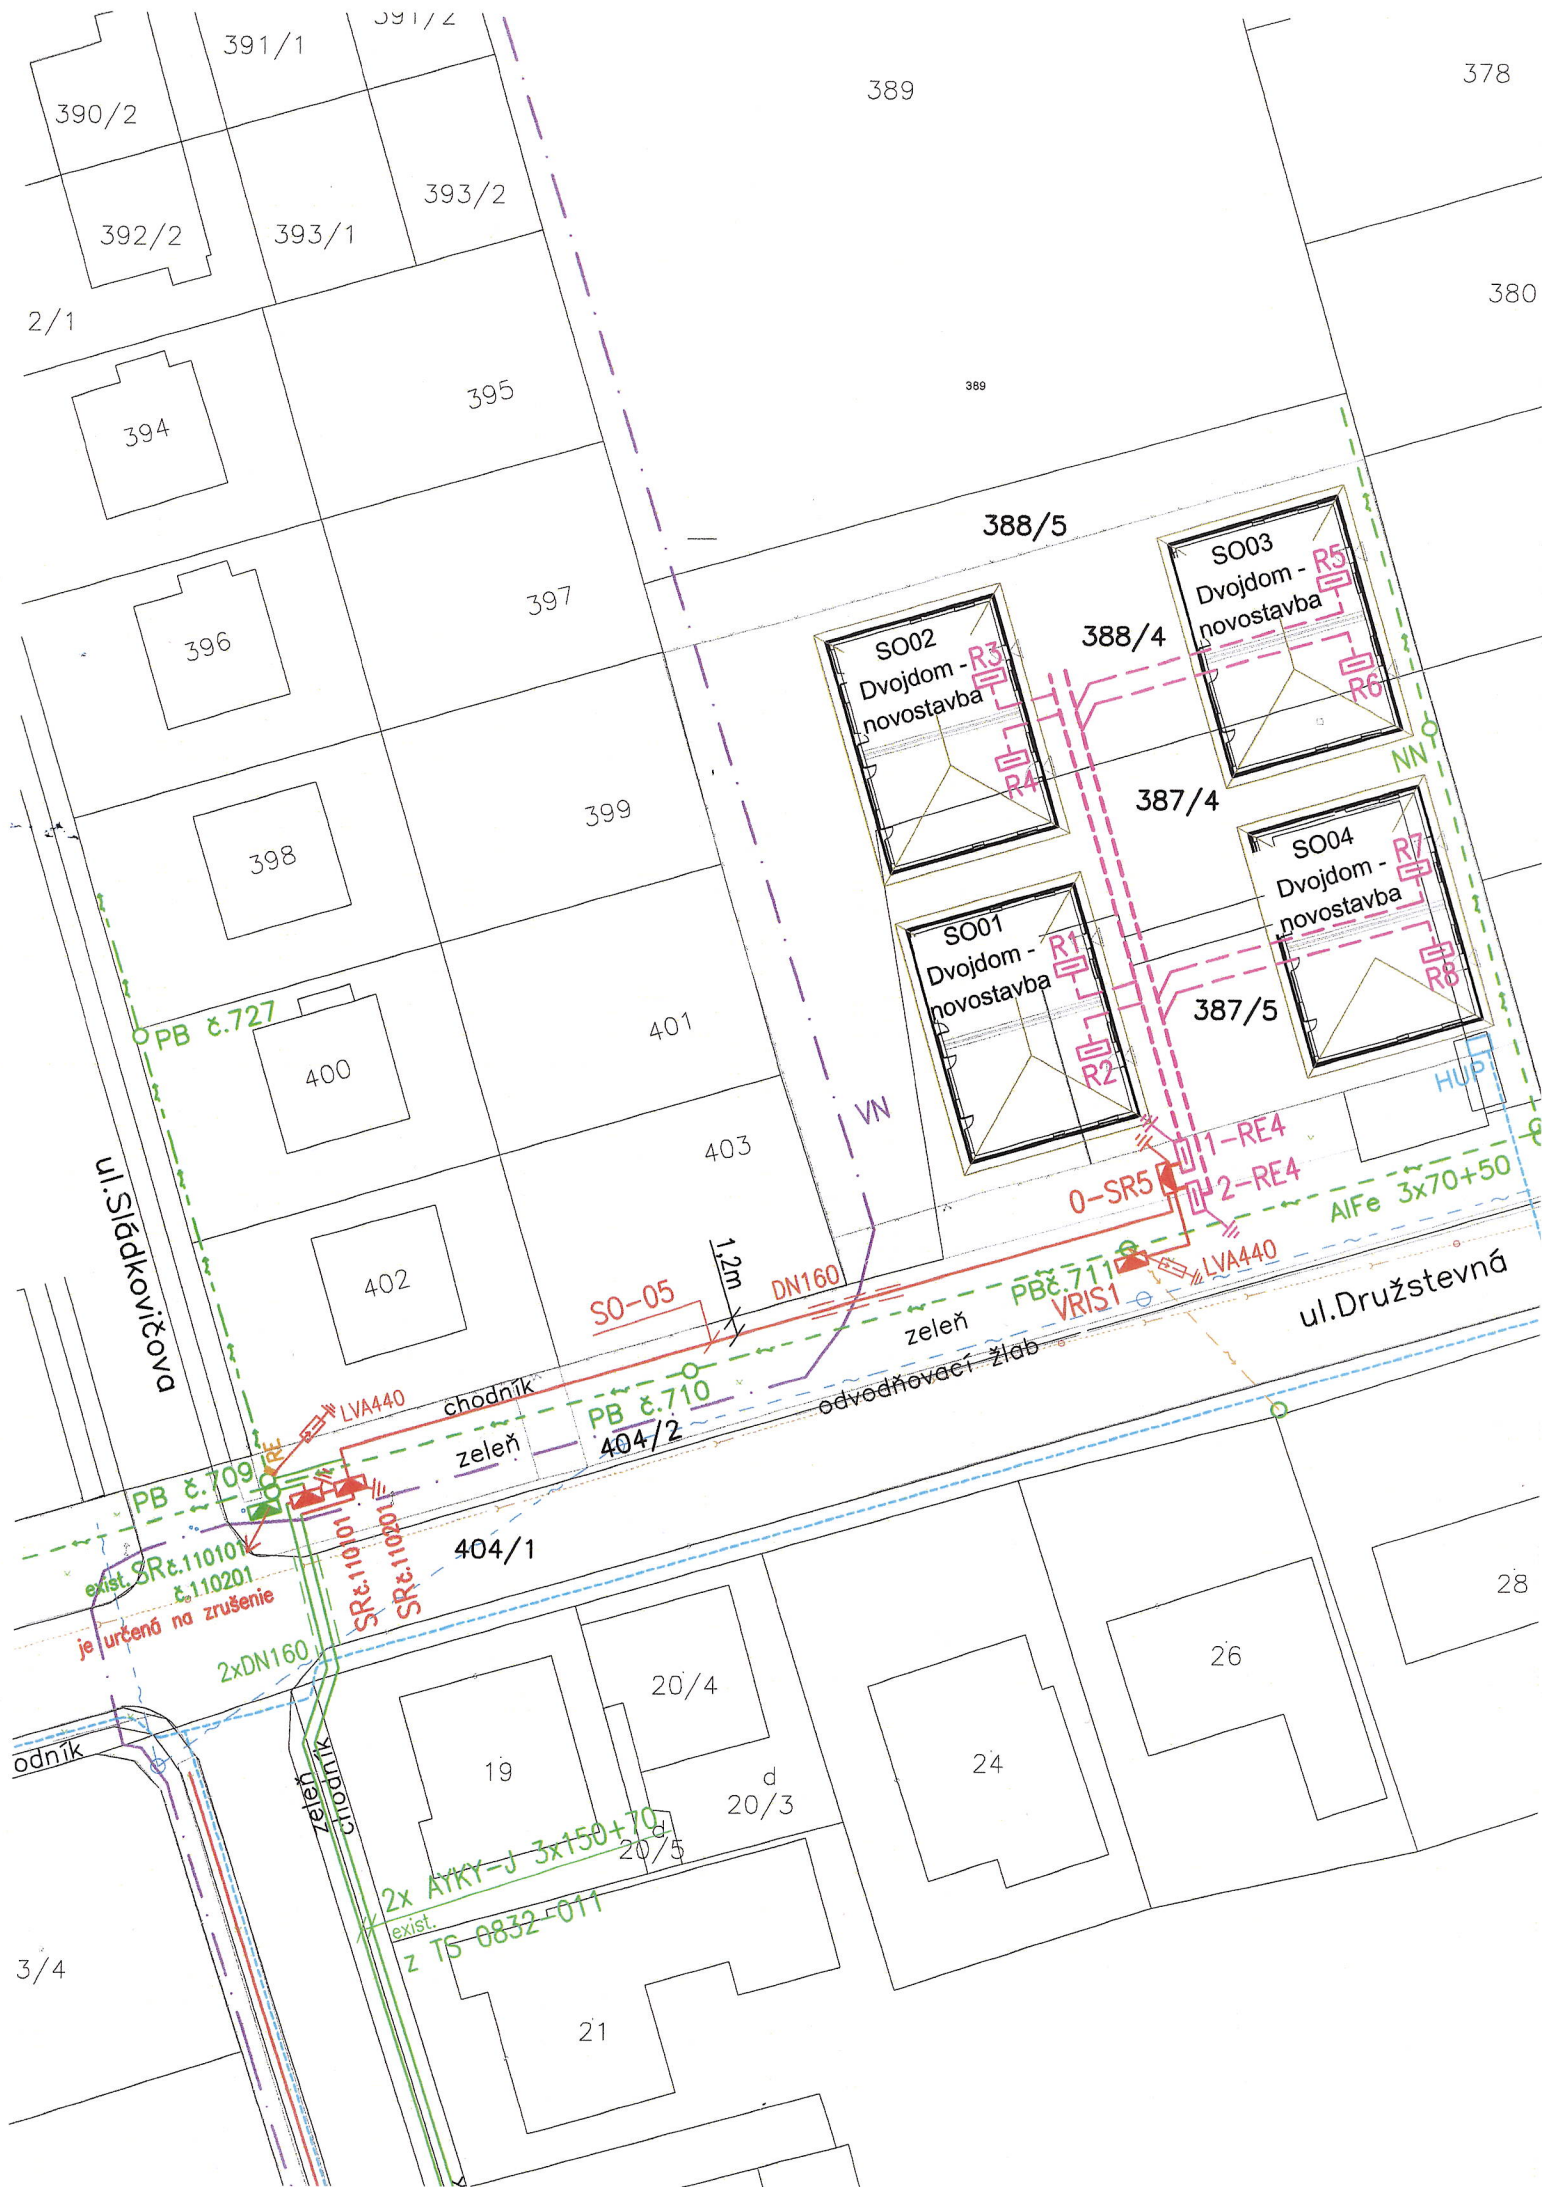 391/1
391/2
389
378
390/2
393/2
392/2
393/1
380
2/1
395
389
394
388/5
SO03
Dvojdom -
novostavba
R5
R6
397
396
SO02
Dvojdom -
novostavba
R3
R4
388/4
NN
387/4
399
398
SO04
Dvojdom -
novostavba
R7
R8
SO01
Dvojdom -
novostavba
R1
R2
387/5
PB č.727
401
400
HUP
VN
403
1-RE4
2-RE4
0-SR5
AlFe 3x70+50
ul.Sládkovičova
402
1,2m
DN160
SO-05
PBč.711
LVA440
VRIS1
zeleň
ul.Družstevná
odvodňovací žlab
LVA440
chodník
PB č.710
404/2
zeleň
RE
PB č.709
exist. SRč.110101
č.110201
je určená na zrušenie
SRč.110101
SRč.110201
404/1
2xDN160
28
26
20/4
odník
19
24
d
20/3
zeleň
chodník
d
20/5
2x AYKY-J 3x150+70
exist.
z TS 0832-011
3/4
21